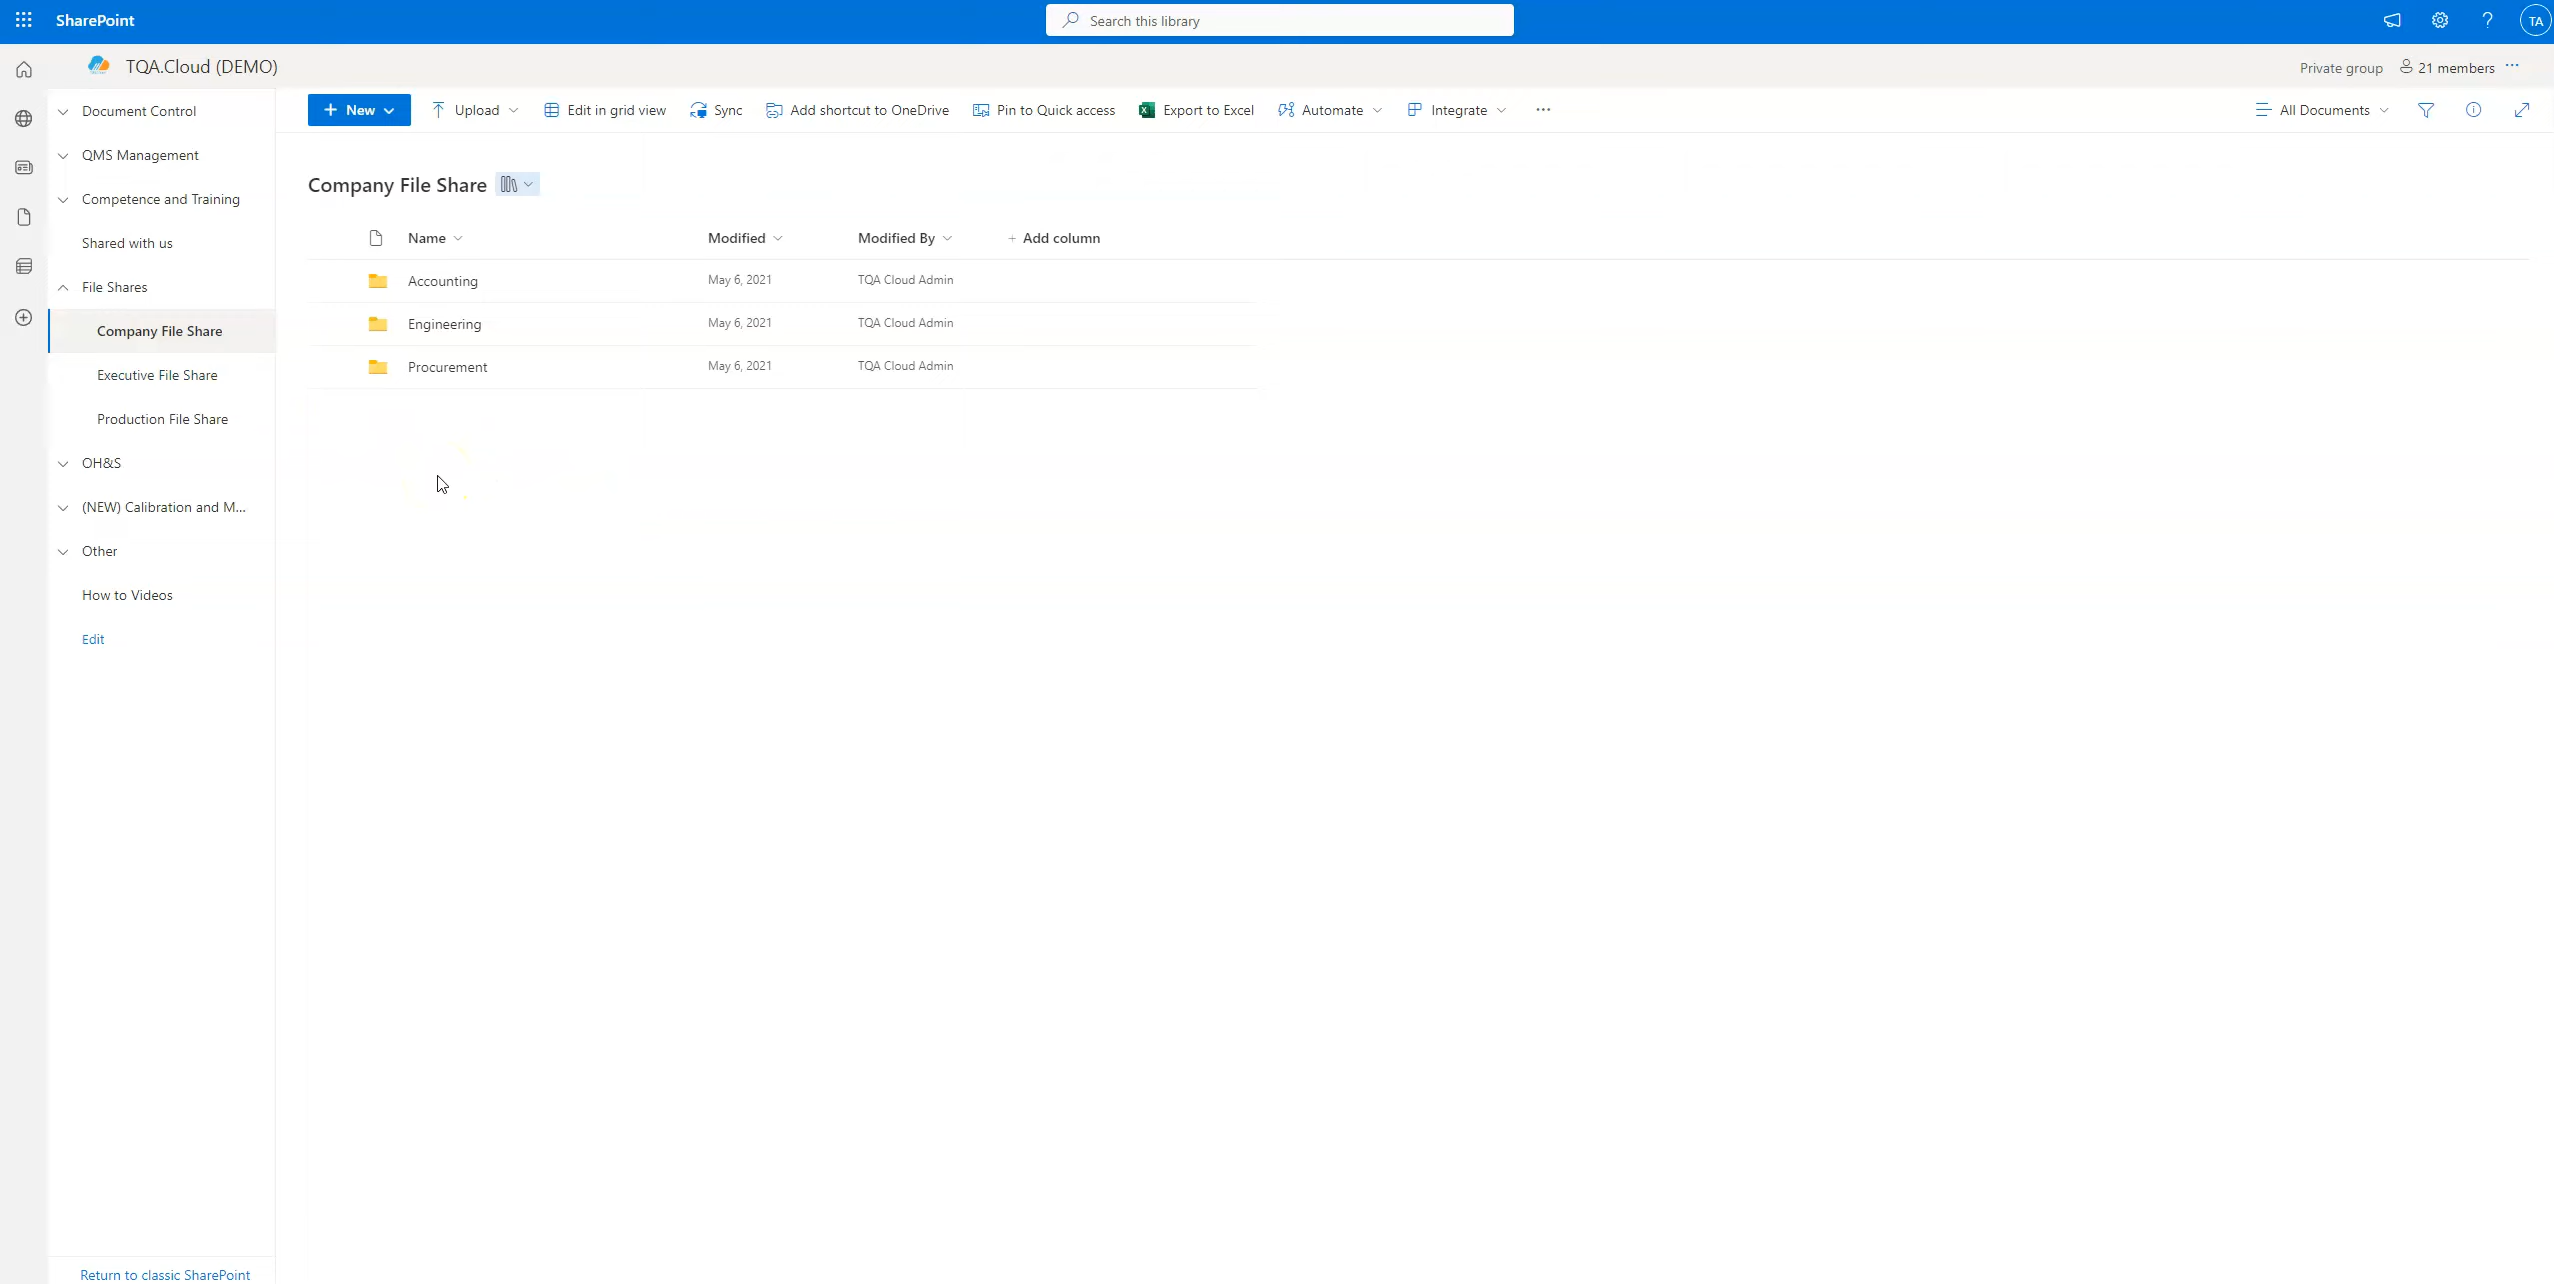 SharePoint
Search this library
TA
TQA.Cloud (DEMO)
Private group 21 members
Document Control
QMS Management
Competence and Training
Shared with us
File Shares
Company File Share
Executive File Share
Production File Share
OH&S
(NEW) Calibration and M...
Other
How to Videos
Edit
Return to classic SharePoint
+ New Upload Edit in grid view Sync Add shortcut to OneDrive Pin to Quick access Export to Excel Automate Integrate ... All Documents
Company File Share
Name Modified Modified By + Add column
Accounting May 6, 2021 TQA Cloud Admin
Engineering May 6, 2021 TQA Cloud Admin
Procurement May 6, 2021 TQA Cloud Admin